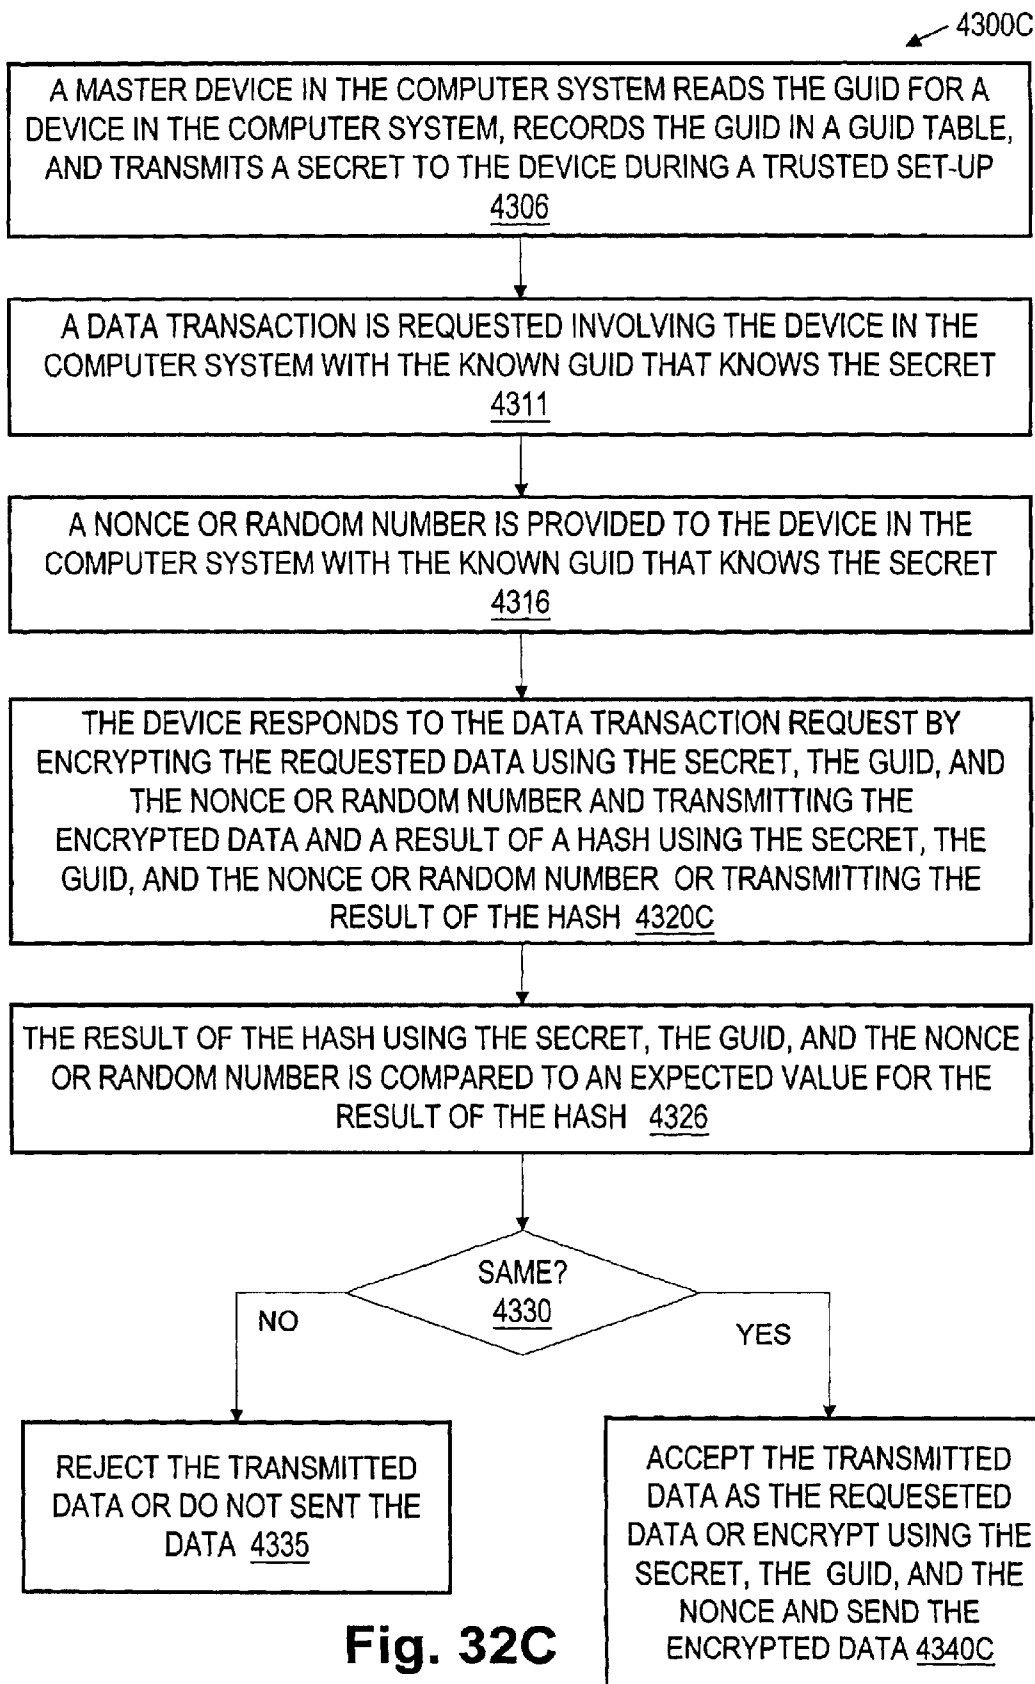 4300C
A MASTER DEVICE IN THE COMPUTER SYSTEM READS THE GUID FOR A
DEVICE IN THE COMPUTER SYSTEM, RECORDS THE GUID IN A GUID TABLE,
AND TRANSMITS A SECRET TO THE DEVICE DURING A TRUSTED SET-UP
4306
A DATA TRANSACTION IS REQUESTED INVOLVING THE DEVICE IN THE
COMPUTER SYSTEM WITH THE KNOWN GUID THAT KNOWS THE SECRET
4311
A NONCE OR RANDOM NUMBER IS PROVIDED TO THE DEVICE IN THE
COMPUTER SYSTEM WITH THE KNOWN GUID THAT KNOWS THE SECRET
4316
THE DEVICE RESPONDS TO THE DATA TRANSACTION REQUEST BY
ENCRYPTING THE REQUESTED DATA USING THE SECRET, THE GUID, AND
THE NONCE OR RANDOM NUMBER AND TRANSMITTING THE
ENCRYPTED DATA AND A RESULT OF A HASH USING THE SECRET, THE
GUID, AND THE NONCE OR RANDOM NUMBER OR TRANSMITTING THE
RESULT OF THE HASH 4320C
THE RESULT OF THE HASH USING THE SECRET, THE GUID, AND THE NONCE
OR RANDOM NUMBER IS COMPARED TO AN EXPECTED VALUE FOR THE
RESULT OF THE HASH 4326
SAME?
4330
NO
YES
REJECT THE TRANSMITTED
DATA OR DO NOT SENT THE
DATA 4335
ACCEPT THE TRANSMITTED
DATA AS THE REQUESETED
DATA OR ENCRYPT USING THE
SECRET, THE GUID, AND THE
NONCE AND SEND THE
ENCRYPTED DATA 4340C
Fig. 32C